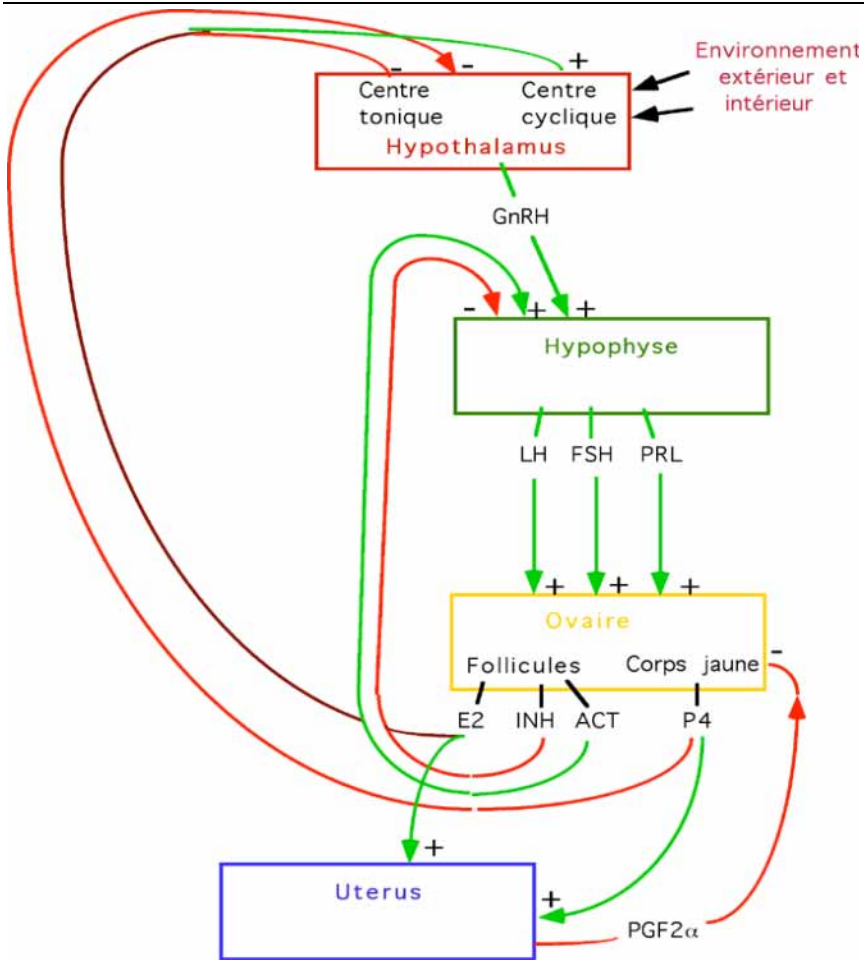 - - +
Environnement
extérieur et
intérieur
Centre
tonique
Centre
cyclique
Hypothalamus
GnRH
- + +
Hypophyse
LH FSH PRL
+ + +
Ovaire
Follicules
Corps jaune
-
E2 INH ACT P4
+
Uterus
+
PGF2α